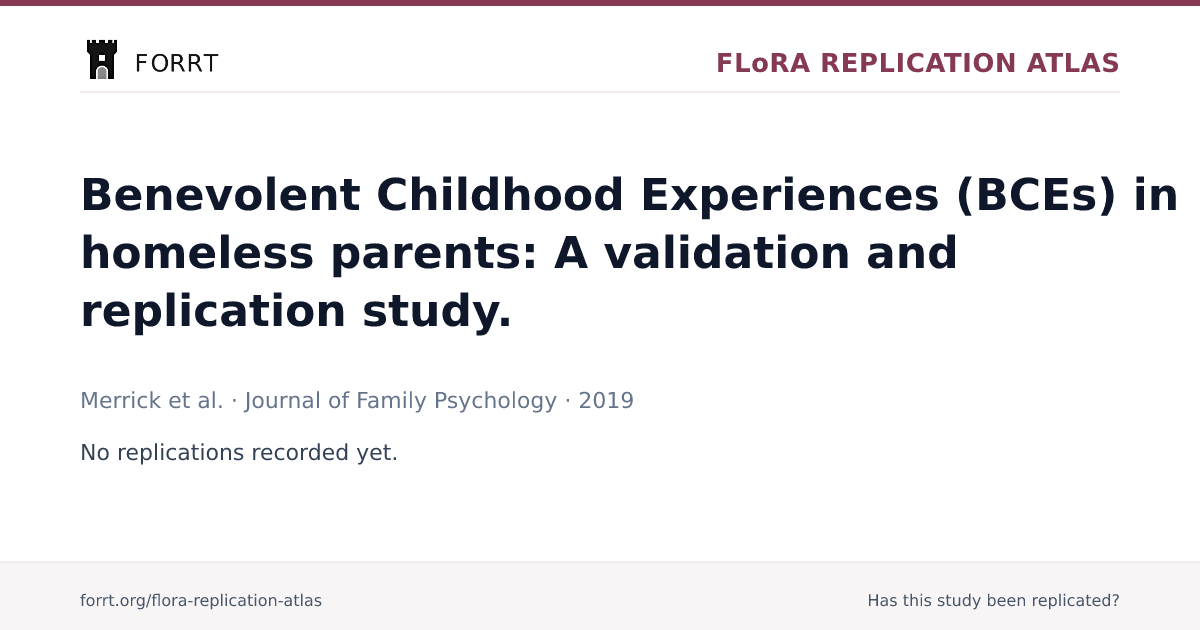 FORRT
FLoRA REPLICATION ATLAS
Benevolent Childhood Experiences (BCEs) in
homeless parents: A validation and
replication study.
Merrick et al. · Journal of Family Psychology · 2019
No replications recorded yet.
forrt.org/flora-replication-atlas
Has this study been replicated?